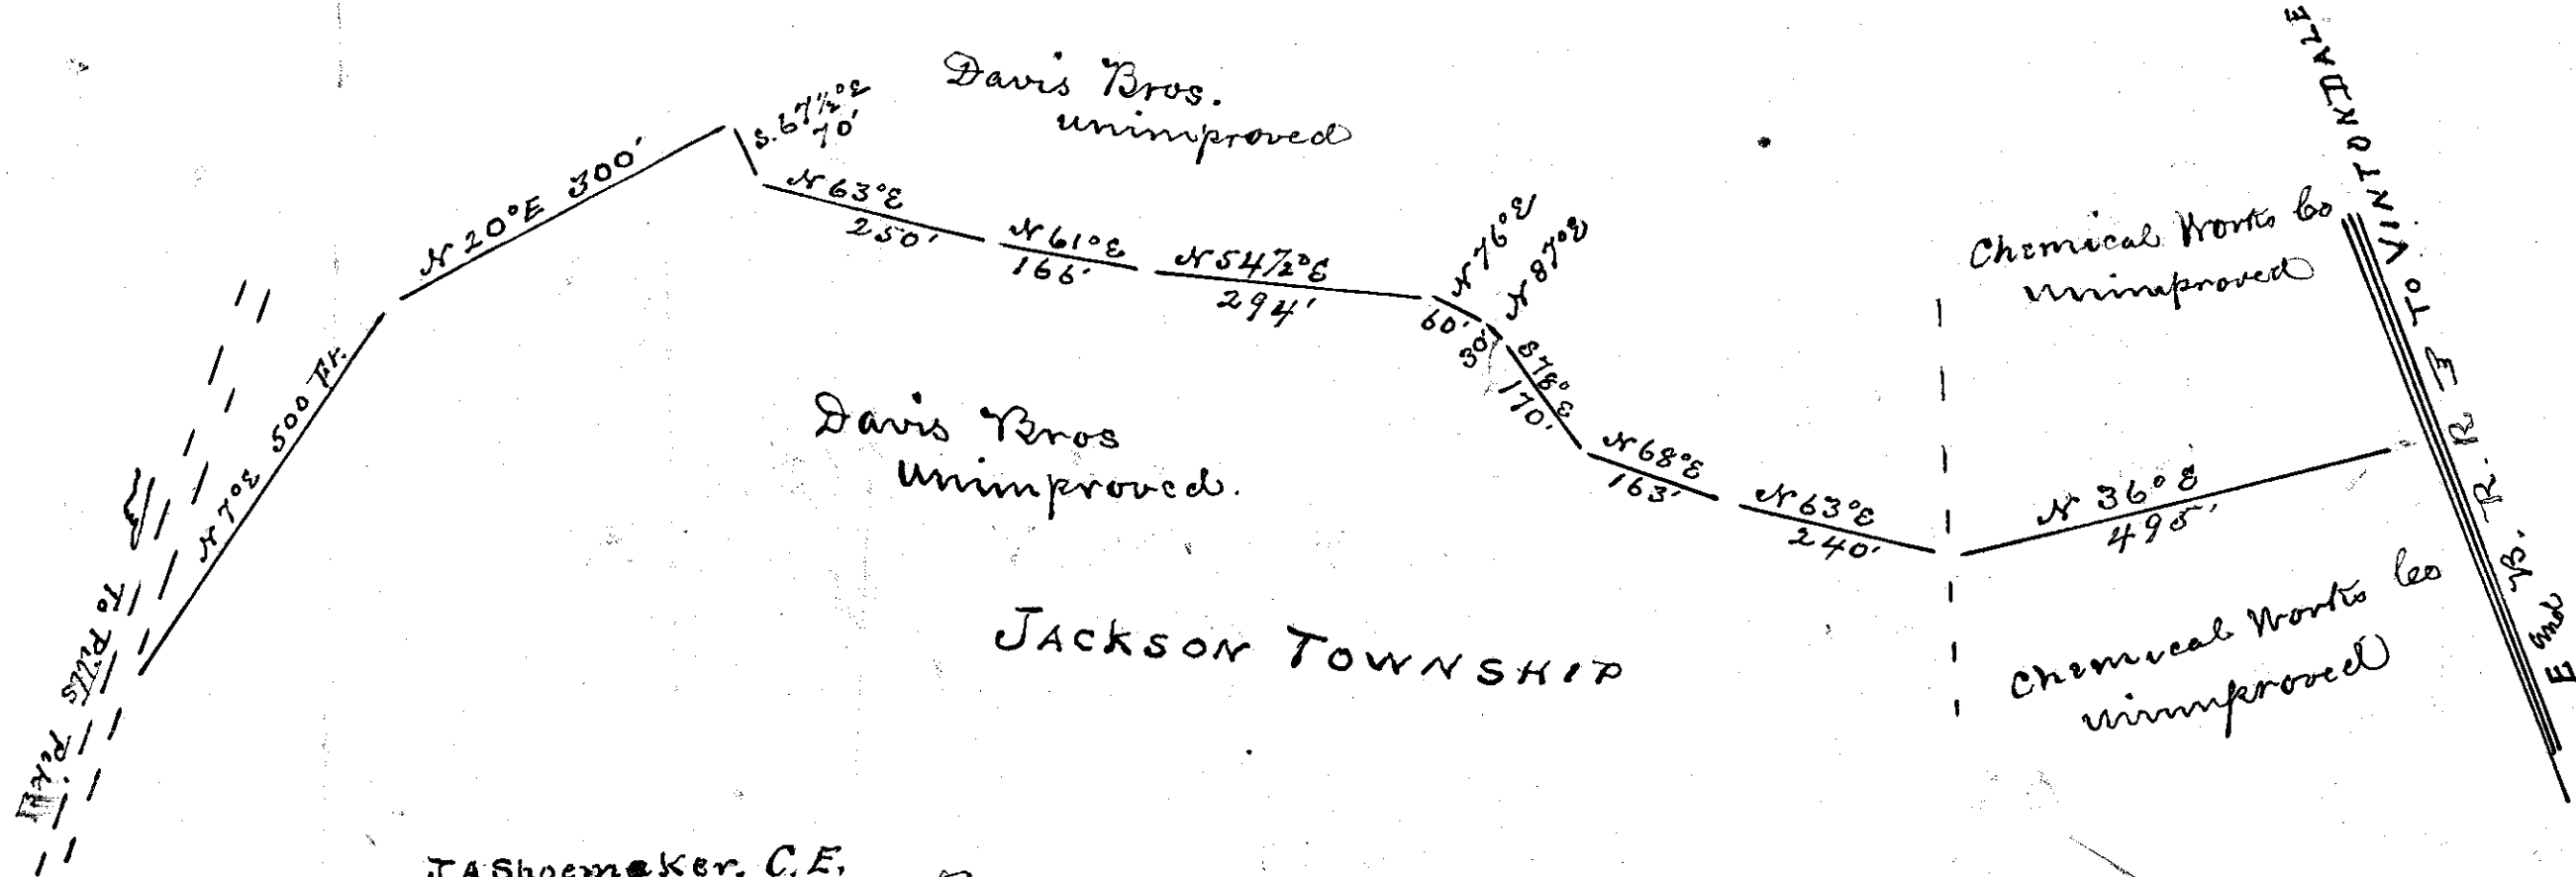 Davis Bros.
unimproved
S. 67½°E
70'
N 20°E 300'
N 7°E 500 Ft.
N 63°E
250'
N 61°E
166'
N 54½°E
294'
N 76°E
60'
N 87°E
30'
S 78°E
170'
N 68°E
163'
N 63°E
240'
N 36°E
495'
Chemical Works Co
unimproved
TO VINTONDALE
Davis Bros
unimproved.
JACKSON TOWNSHIP
Chemical Works Co
unimproved
E and B. R. R.
To Pitts Pike
J A Shoemaker. C. E.